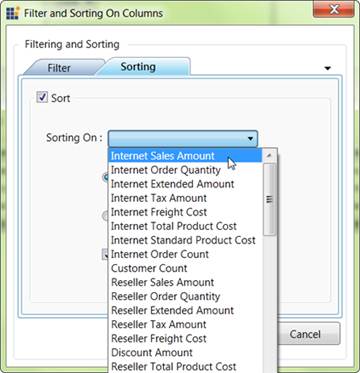 Filter and Sorting On Columns
Filtering and Sorting
Filter
Sorting
Sort
Sorting On :
Internet Sales Amount
Internet Order Quantity
Internet Extended Amount
Internet Tax Amount
Internet Freight Cost
Internet Total Product Cost
Internet Standard Product Cost
Internet Order Count
Customer Count
Reseller Sales Amount
Reseller Order Quantity
Reseller Extended Amount
Reseller Tax Amount
Reseller Freight Cost
Discount Amount
Reseller Total Product Cost
Cancel